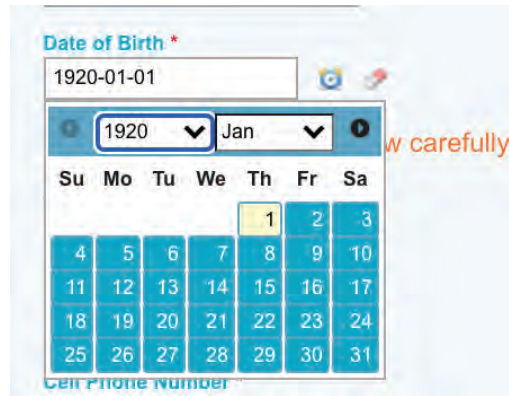 Date of Birth *
1920-01-01
1920 Jan
w carefully
Su Mo Tu We Th Fr Sa
1 2 3
4 5 6 7 8 9 10
11 12 13 14 15 16 17
18 19 20 21 22 23 24
25 26 27 28 29 30 31
Cell Phone Number